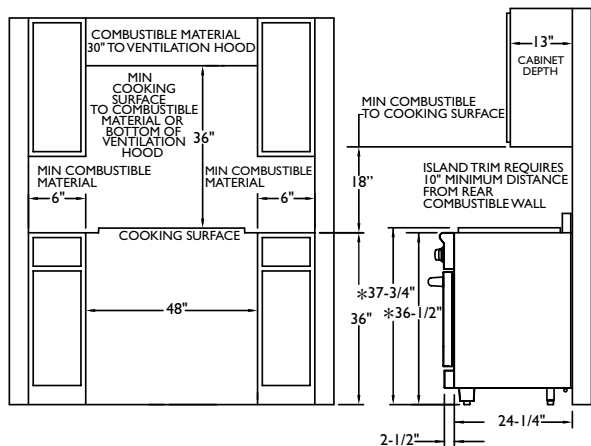 COMBUSTIBLE MATERIAL
30" TO VENTILATION HOOD
MIN
COOKING
SURFACE
TO COMBUSTIBLE
MATERIAL OR
BOTTOM OF
VENTILATION
HOOD
36"
MIN COMBUSTIBLE
MATERIAL
6"
MIN COMBUSTIBLE
MATERIAL
6"
COOKING SURFACE
48"
13"
CABINET
DEPTH
MIN COMBUSTIBLE
TO COOKING SURFACE
18”
ISLAND TRIM REQUIRES
10" MINIMUM DISTANCE
FROM REAR
COMBUSTIBLE WALL
36"
*37-3/4"
*36-1/2"
24-1/4"
2-1/2"